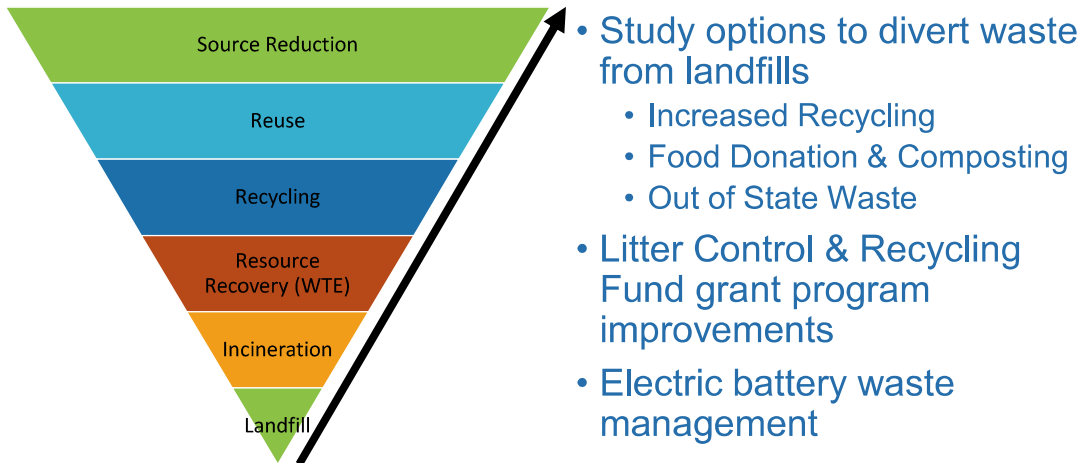 Source Reduction
Reuse
Recycling
Resource
Recovery (WTE)
Incineration
Landfill
• Study options to divert waste
from landfills
• Increased Recycling
• Food Donation & Composting
• Out of State Waste
• Litter Control & Recycling
Fund grant program
improvements
• Electric battery waste
management